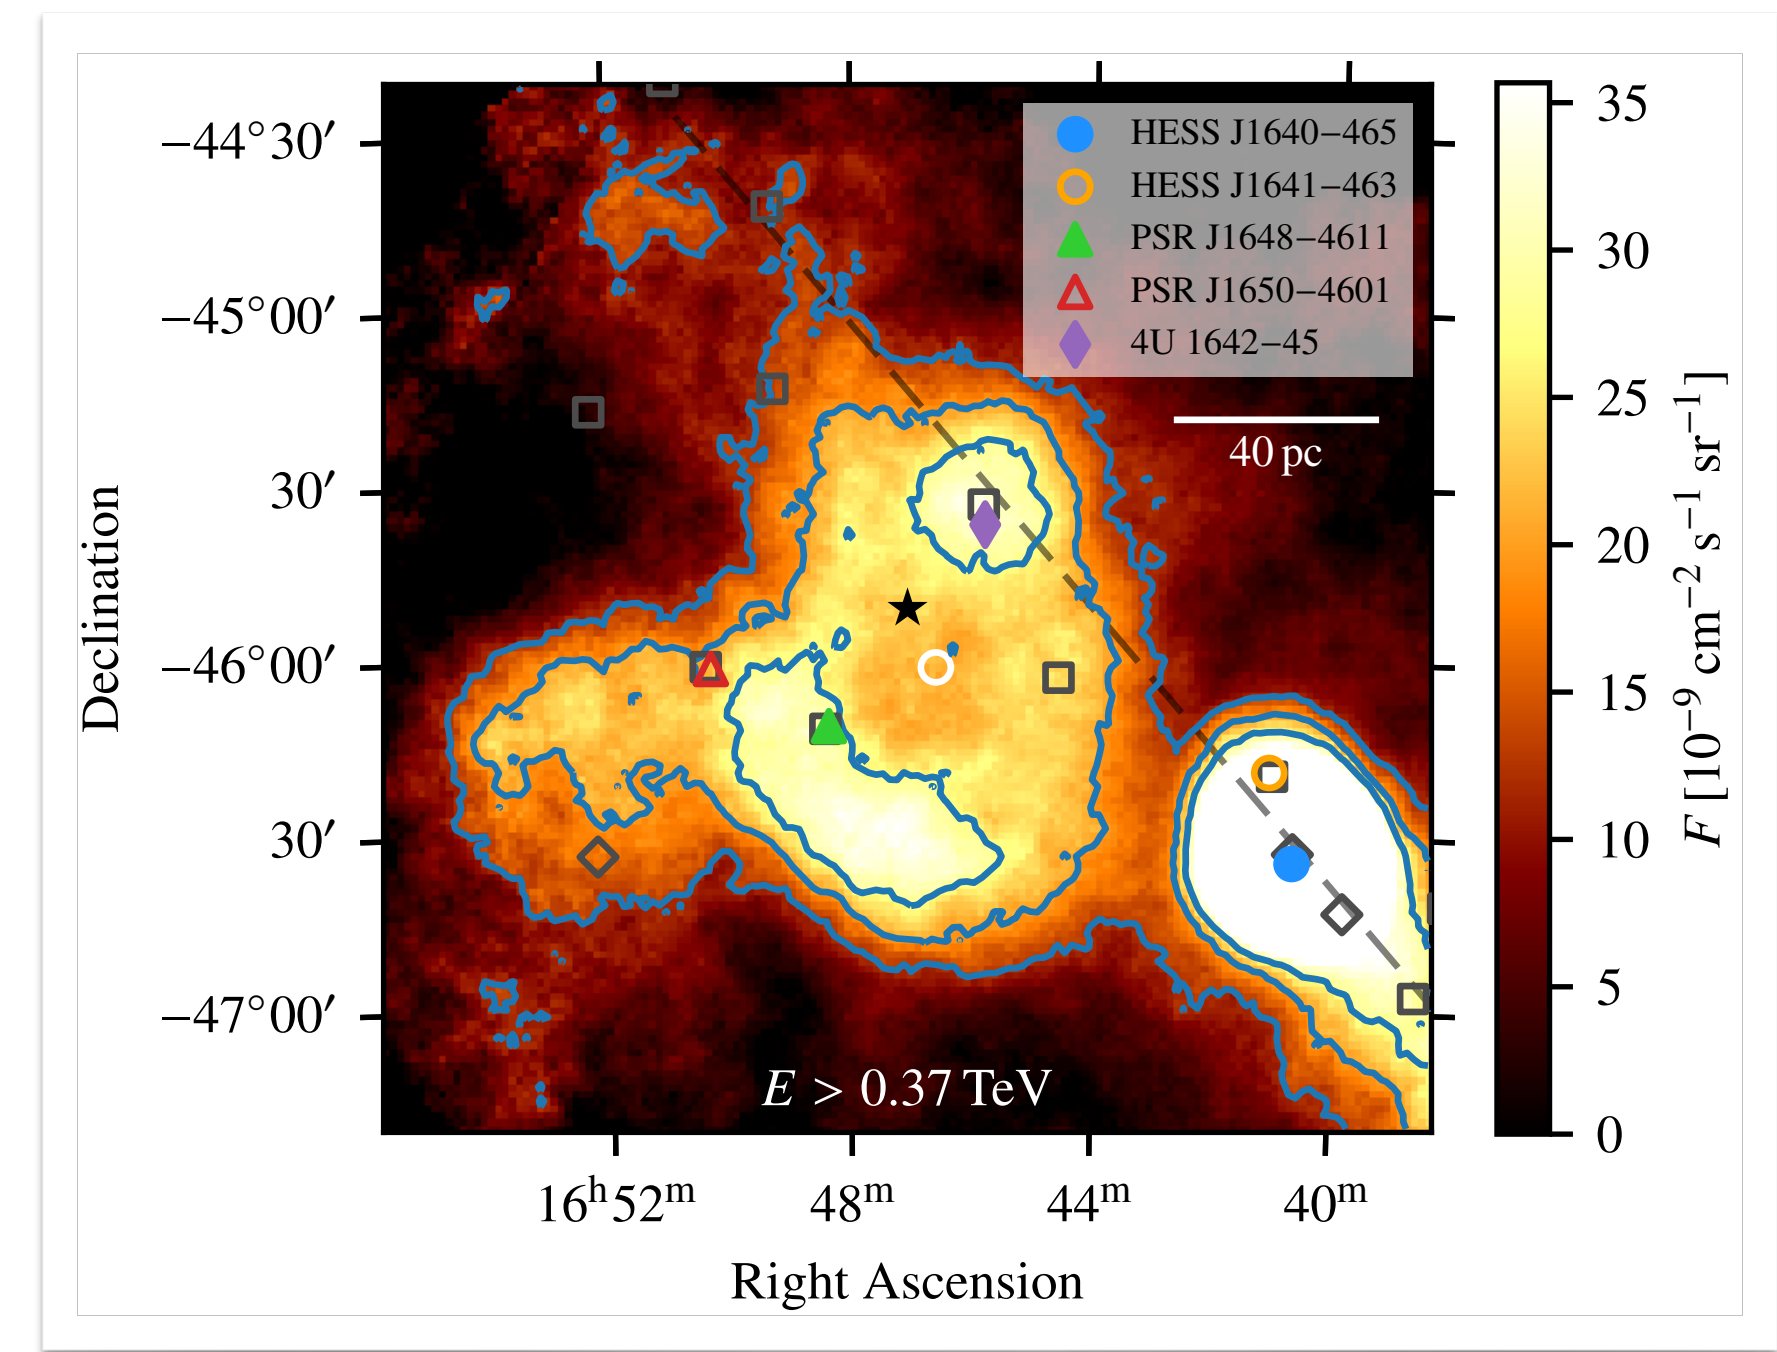 HESS J1640−465
HESS J1641−463
PSR J1648−4611
PSR J1650−4601
4U 1642−45
40 pc
E > 0.37 TeV
−44°30′
−45°00′
30′
−46°00′
30′
−47°00′
Declination
16ʰ52ᵐ
48ᵐ
44ᵐ
40ᵐ
Right Ascension
35
30
25
20
15
10
5
0
F [10⁻⁹ cm⁻² s⁻¹ sr⁻¹]